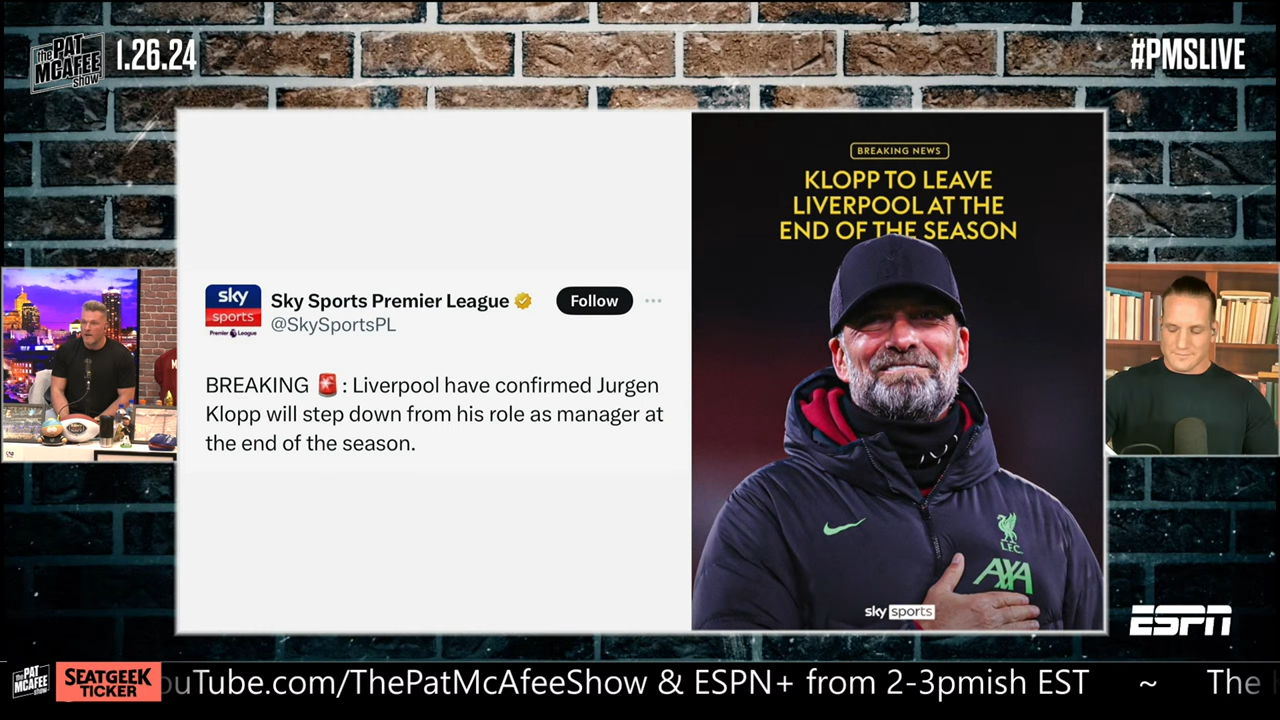 the PAT MCAFEE show
1.26.24
#PMSLIVE
BREAKING NEWS
KLOPP TO LEAVE
LIVERPOOL AT THE
END OF THE SEASON
sky
sports
Premier League
Sky Sports Premier League
Follow
@SkySportsPL
BREAKING 🚨: Liverpool have confirmed Jurgen
Klopp will step down from his role as manager at
the end of the season.
LFC
AXA
sky sports
ESPN
the PAT MCAFEE show
SEATGEEK
TICKER
ouTube.com/ThePatMcAfeeShow & ESPN+ from 2-3pmish EST ~ The